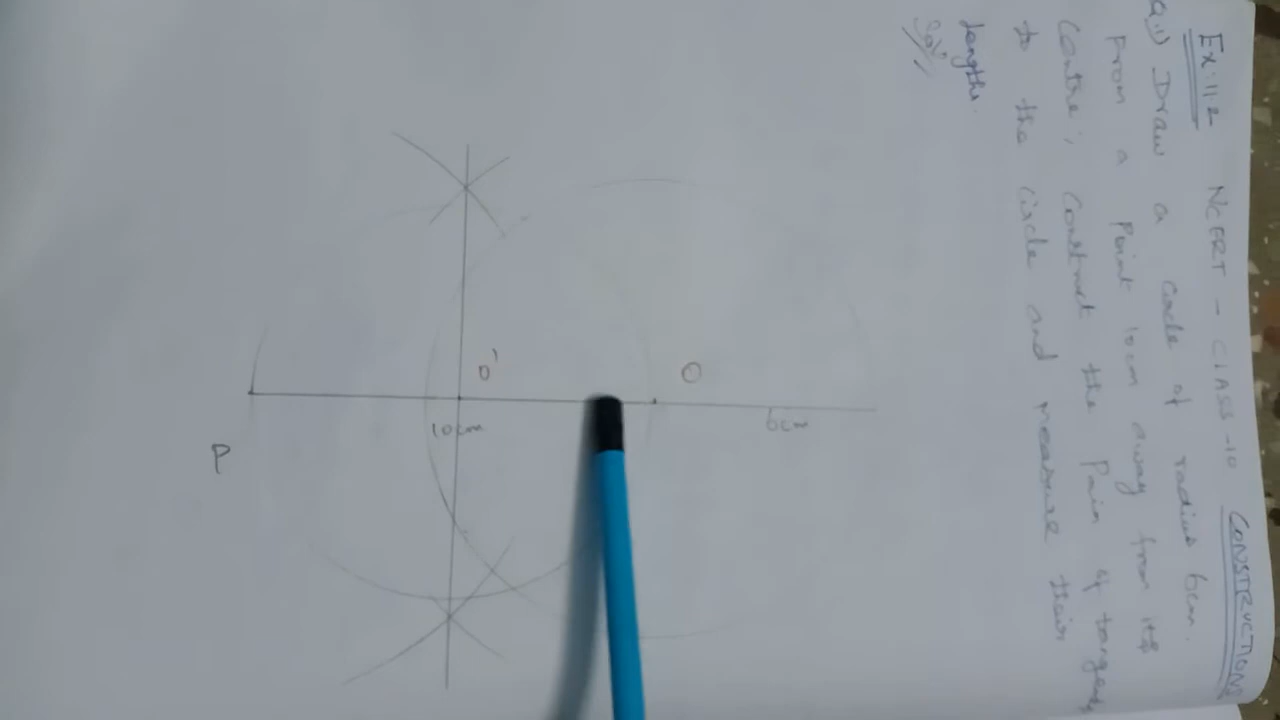 Ex:11.2 NCERT - CLASS-10 CONSTRUCTIONS
Q.1) Draw a circle of radius 6cm.
From a point 10cm away from its
Centre, construct the pair of tangents
to the circle and measure their
lengths.
Sol:
O' O
10cm 6cm
P